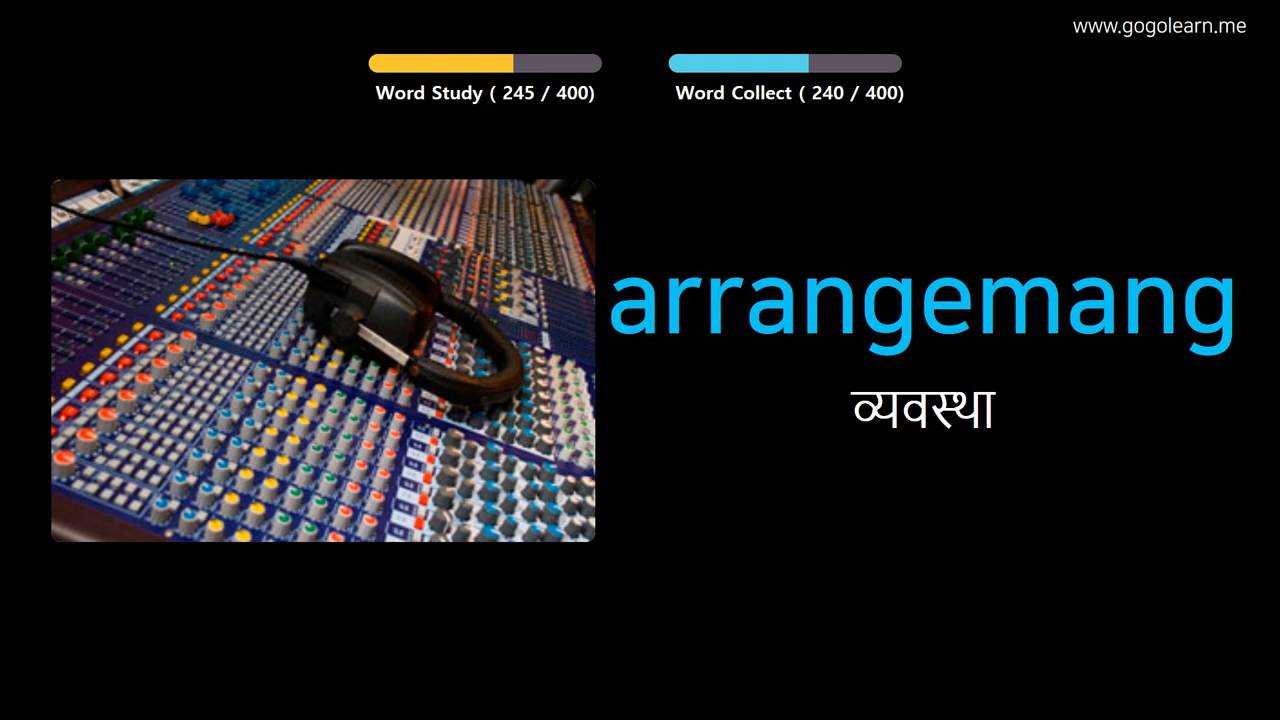 www.gogolearn.me
Word Study ( 245 / 400)
Word Collect ( 240 / 400)
arrangemang
व्यवस्था